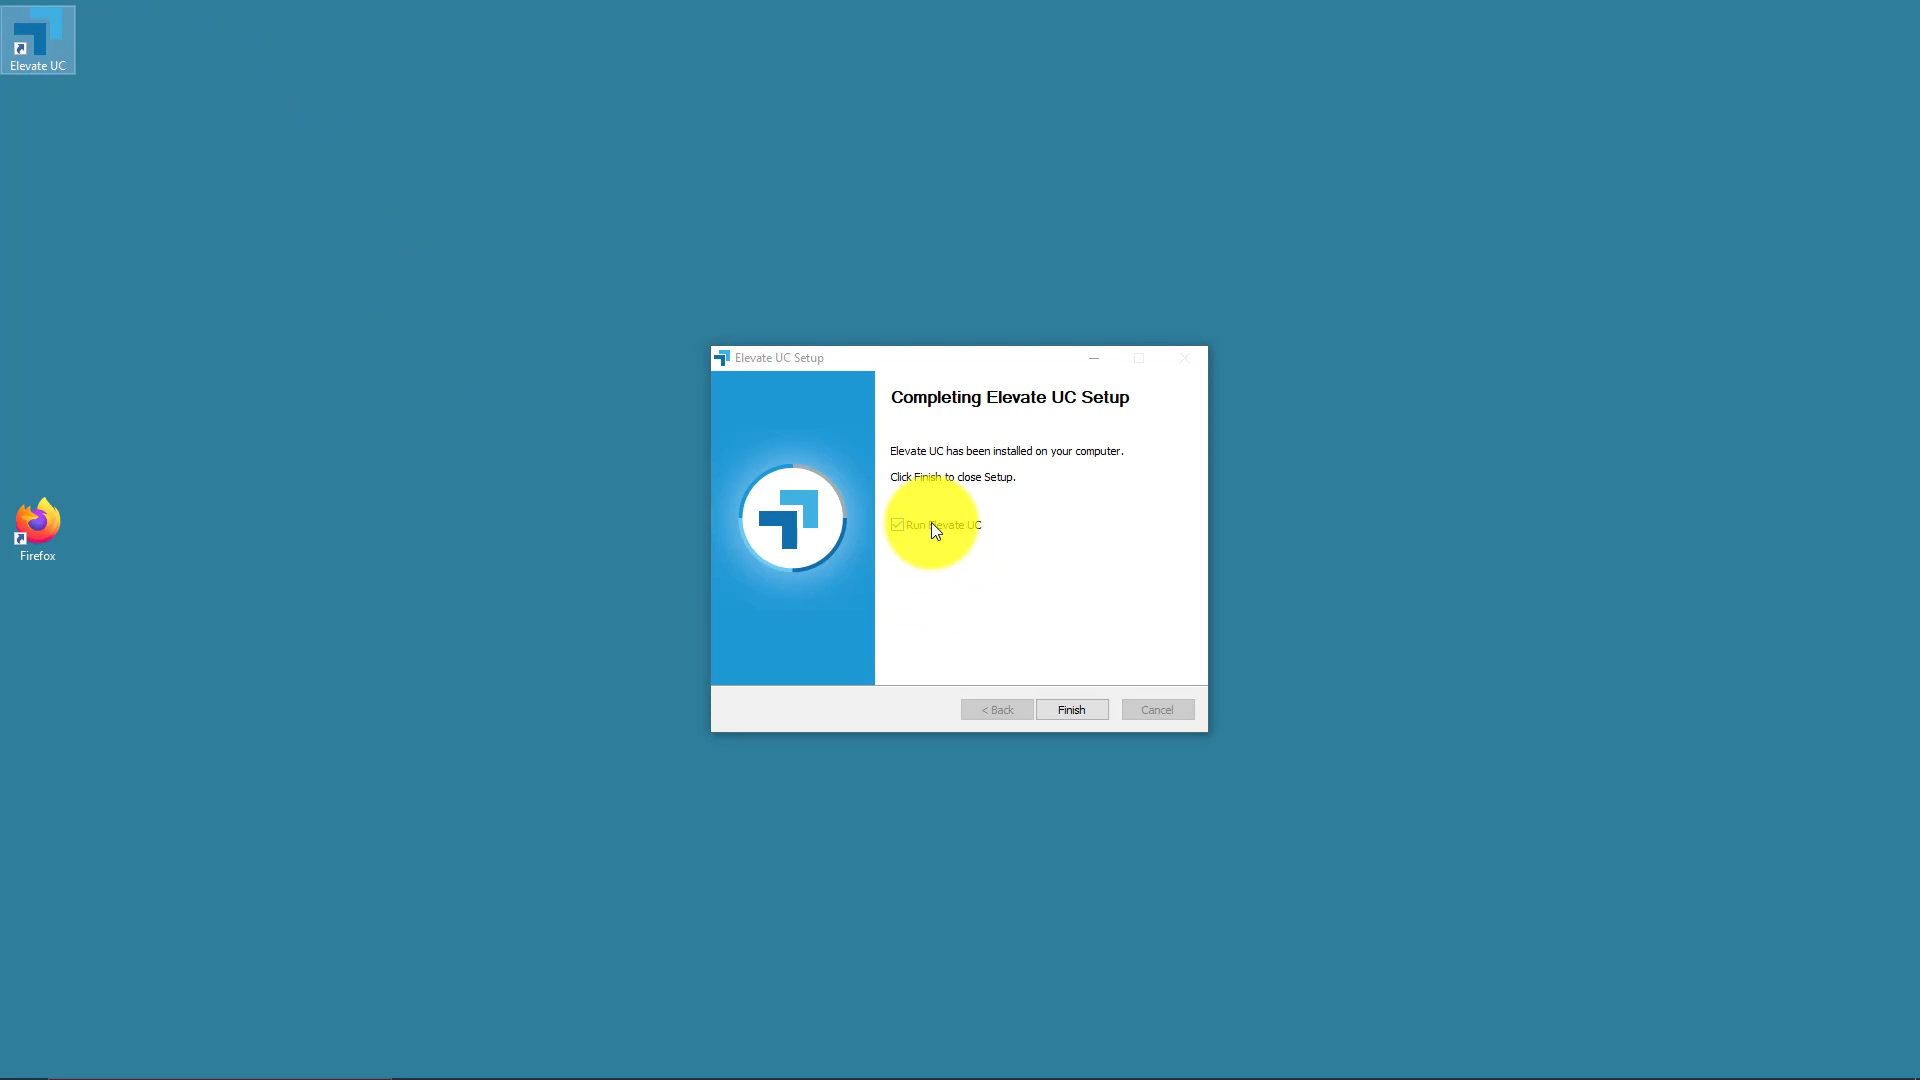 Elevate UC
Firefox
Elevate UC Setup
Completing Elevate UC Setup
Elevate UC has been installed on your computer.
Click Finish to close Setup.
Run Elevate UC
< Back
Finish
Cancel